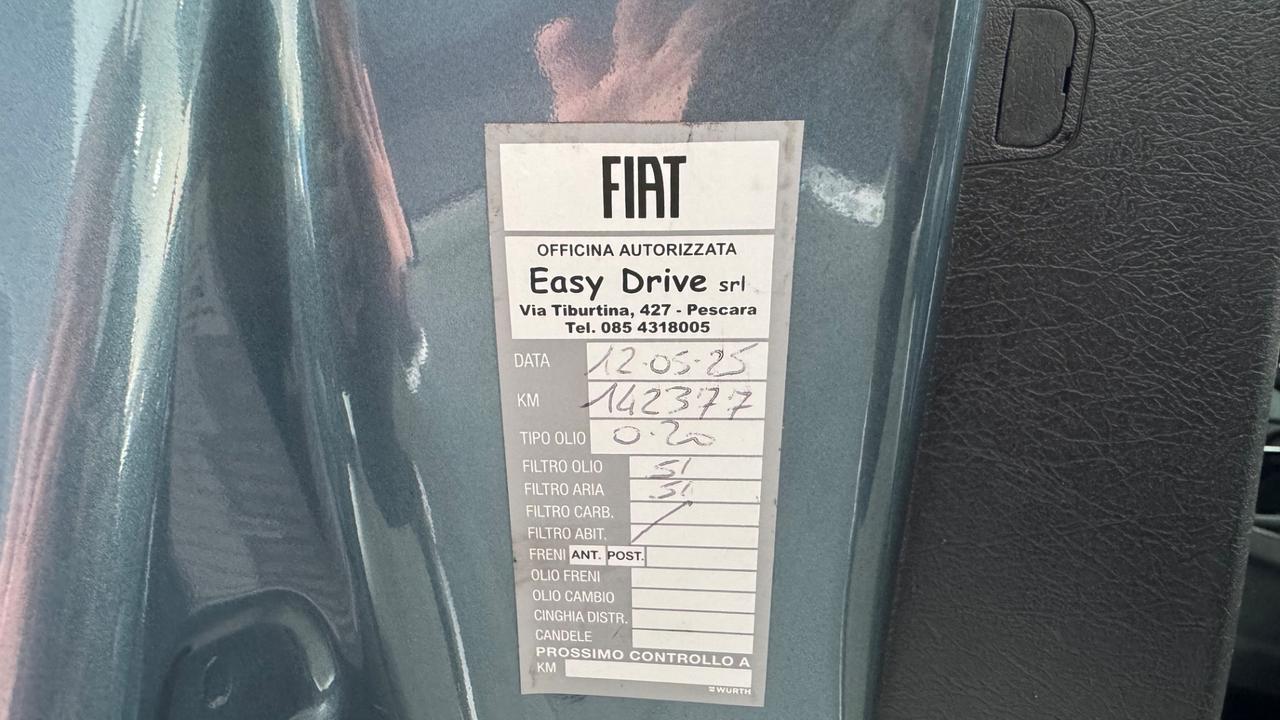 FIAT
OFFICINA AUTORIZZATA
Easy Drive srl
Via Tiburtina, 427 - Pescara
Tel. 085 4318005
DATA 12.05.25
KM 142377
TIPO OLIO 0.20
FILTRO OLIO SI
FILTRO ARIA SI
FILTRO CARB.
FILTRO ABIT.
FRENI ANT. POST.
OLIO FRENI
OLIO CAMBIO
CINGHIA DISTR.
CANDELE
PROSSIMO CONTROLLO A
KM
WURTH